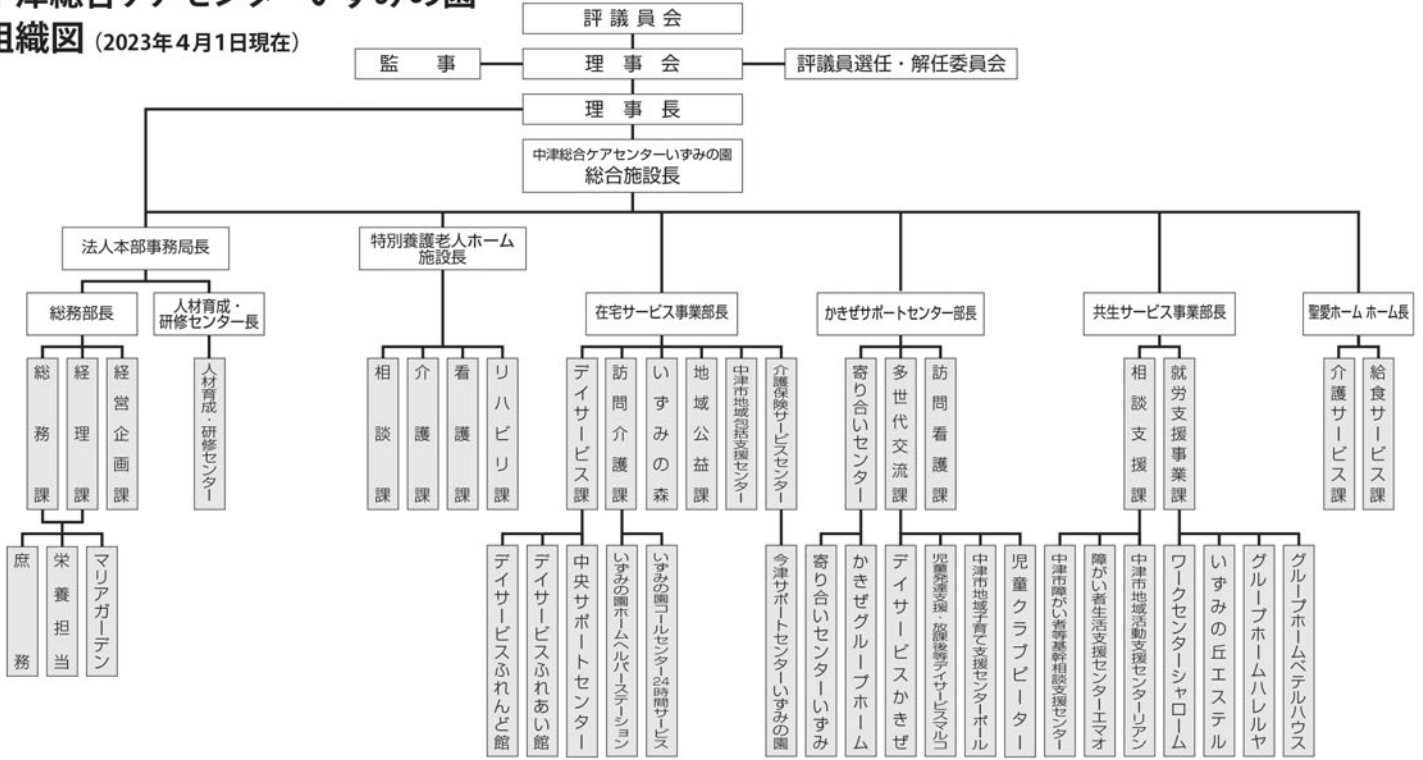 中津総合ケアセンターいずみの園
組織図（2023年4月1日現在）
評議員会
監事
理事会
評議員選任・解任委員会
理事長
中津総合ケアセンターいずみの園
総合施設長
法人本部事務局長
特別養護老人ホーム
施設長
総務部長
人材育成・
研修センター長
在宅サービス事業部長
かきぜサポートセンター部長
共生サービス事業部長
聖愛ホーム ホーム長
総務課
経理課
経営企画課
人材育成・研修センター
相談課
介護課
看護課
リハビリ課
デイサービス課
訪問介護課
いずみの森
地域公益課
中津市地域包括支援センター
介護保険サービスセンター
寄り合いセンター
多世代交流課
訪問看護課
相談支援課
就労支援事業課
介護サービス課
給食サービス課
庶務
栄養担当
マリアガーデン
デイサービスふれんど館
デイサービスふれあい館
中央サポートセンター
いずみの園ホームヘルパーステーション
いずみの園コールセンター24時間サービス
今津サポートセンターいずみの園
寄り合いセンターいずみ
かきぜグループホーム
デイサービスかきぜ
児童発達支援・放課後等デイサービスマルコ
中津市地域子育て支援センターポール
児童クラブピーター
中津市障がい者等基幹相談支援センター
障がい者生活支援センターエマオ
中津市地域活動支援センターリアン
ワークセンターシャローム
いずみの丘エステル
グループホームハレルヤ
グループホームベテルハウス